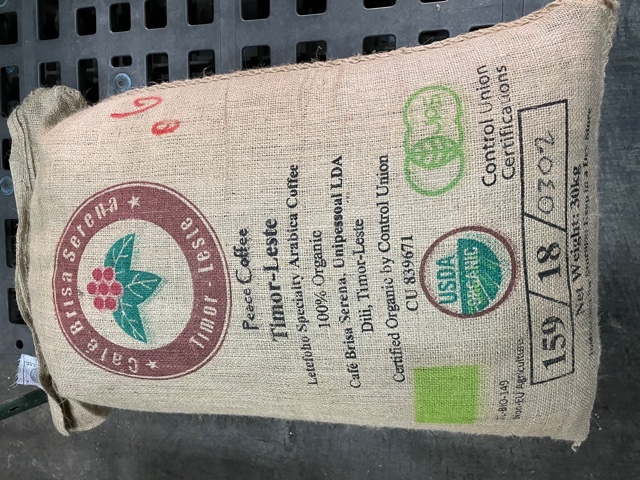 Café Brisa Serena
Timor - Leste
Peace Coffee
Timor-Leste
Letefoho Specialty Arabica Coffee
100% Organic
Café Brisa Serena, Unipessoal LDA
Dili, Timor-Leste
Certified Organic by Control Union
CU 839671
USDA
ORGANIC
JAS
Control Union
Certifications
Non-EU Agriculture
159 / 18 / 0302
Net Weight: 30kg